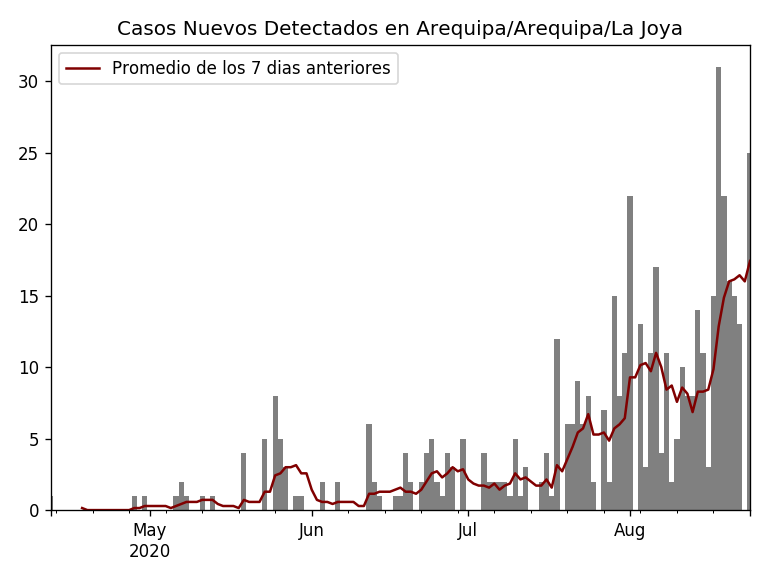 Casos Nuevos Detectados en Arequipa/Arequipa/La Joya
Promedio de los 7 dias anteriores
30
25
20
15
10
5
0
May
2020
Jun
Jul
Aug